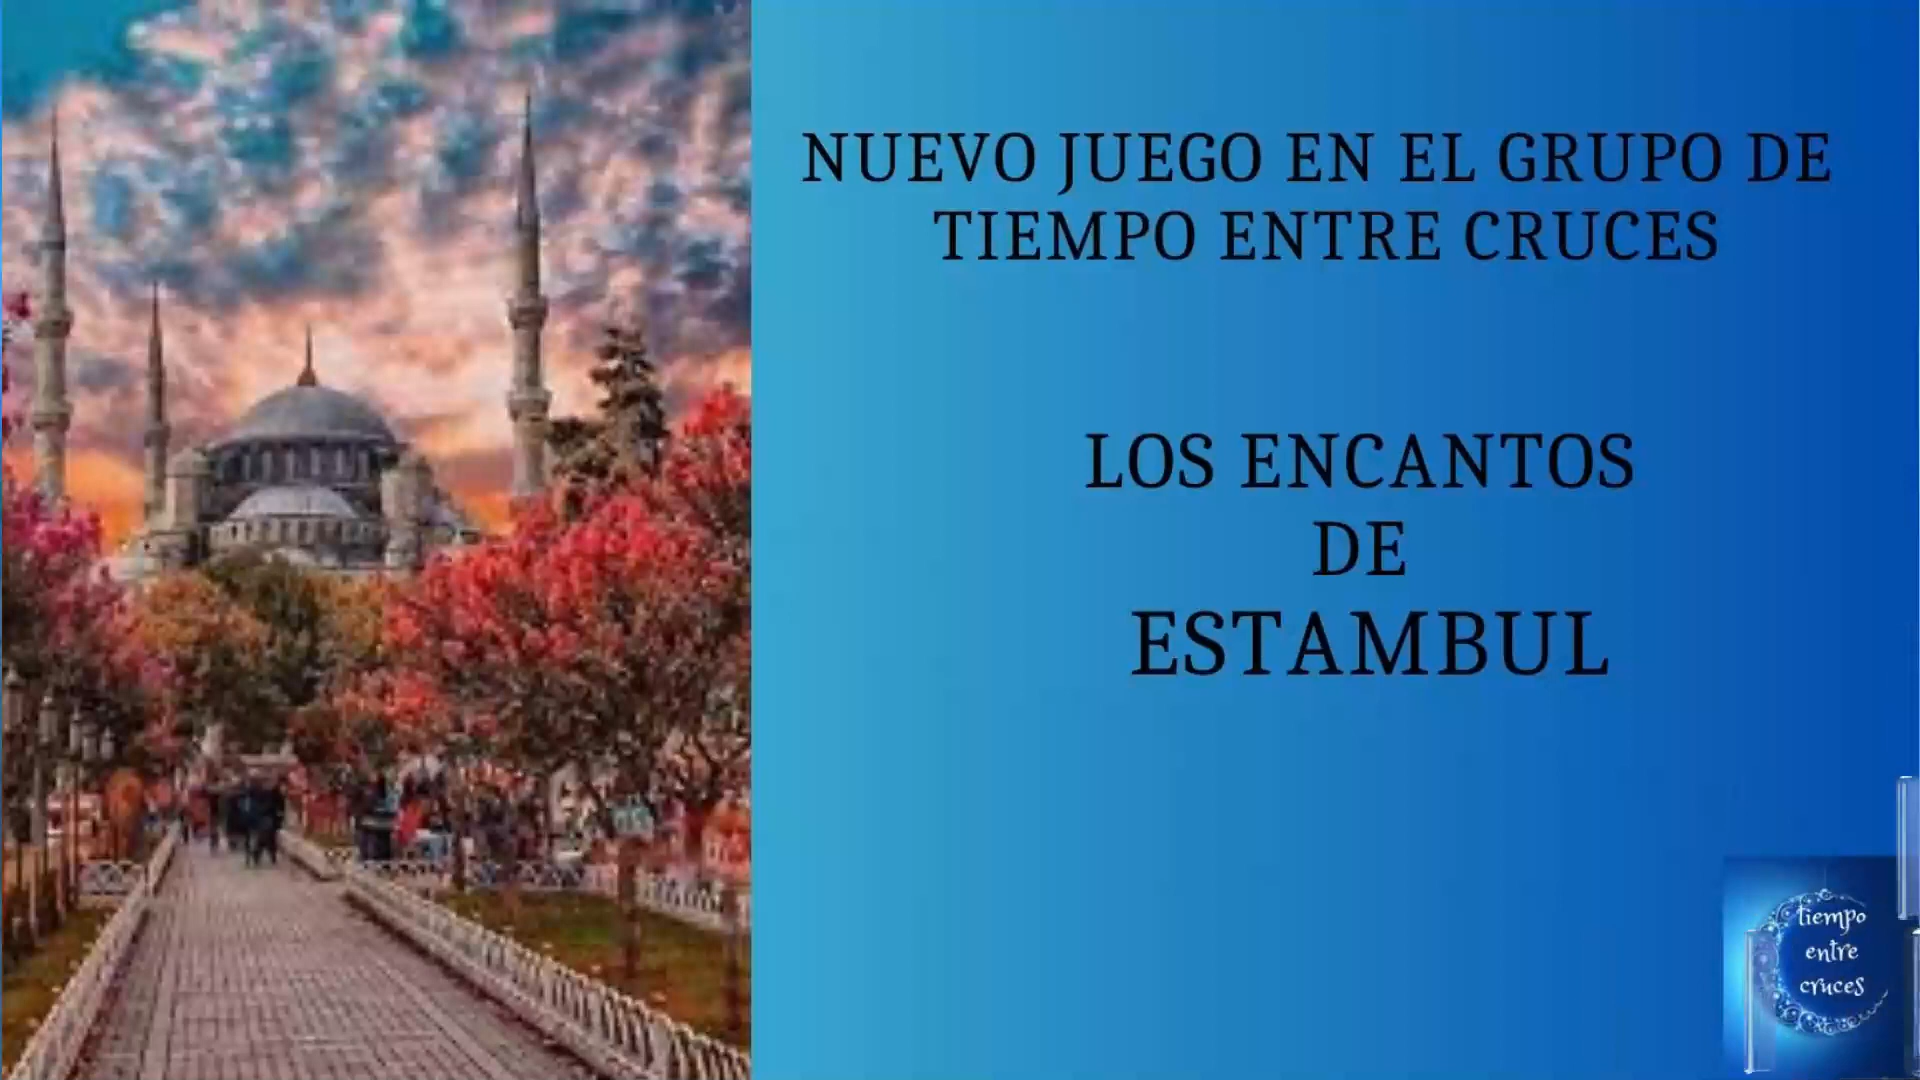 NUEVO JUEGO EN EL GRUPO DE
TIEMPO ENTRE CRUCES
LOS ENCANTOS
DE
ESTAMBUL
tiempo
entre
cruces